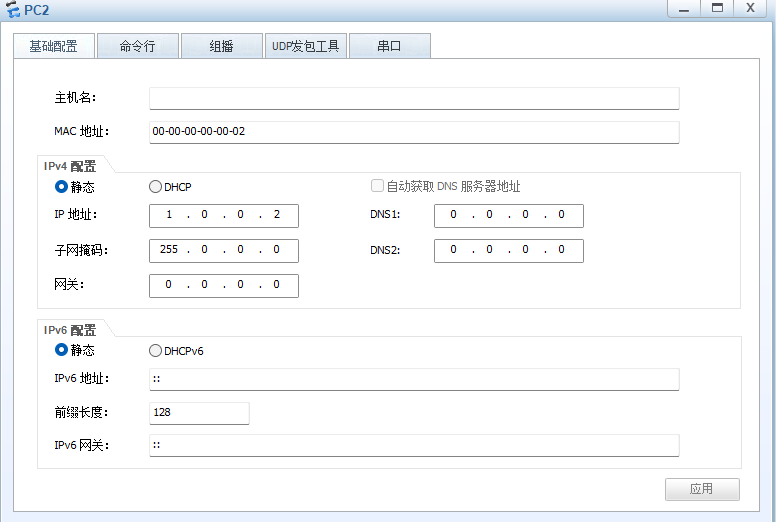 PC2
基础配置 命令行 组播 UDP发包工具 串口
主机名：
MAC 地址： 00-00-00-00-00-02
IPv4 配置
静态 DHCP 自动获取 DNS 服务器地址
IP 地址： 1 . 0 . 0 . 2 DNS1: 0 . 0 . 0 . 0
子网掩码： 255 . 0 . 0 . 0 DNS2: 0 . 0 . 0 . 0
网关： 0 . 0 . 0 . 0
IPv6 配置
静态 DHCPv6
IPv6 地址： ::
前缀长度： 128
IPv6 网关： ::
应用